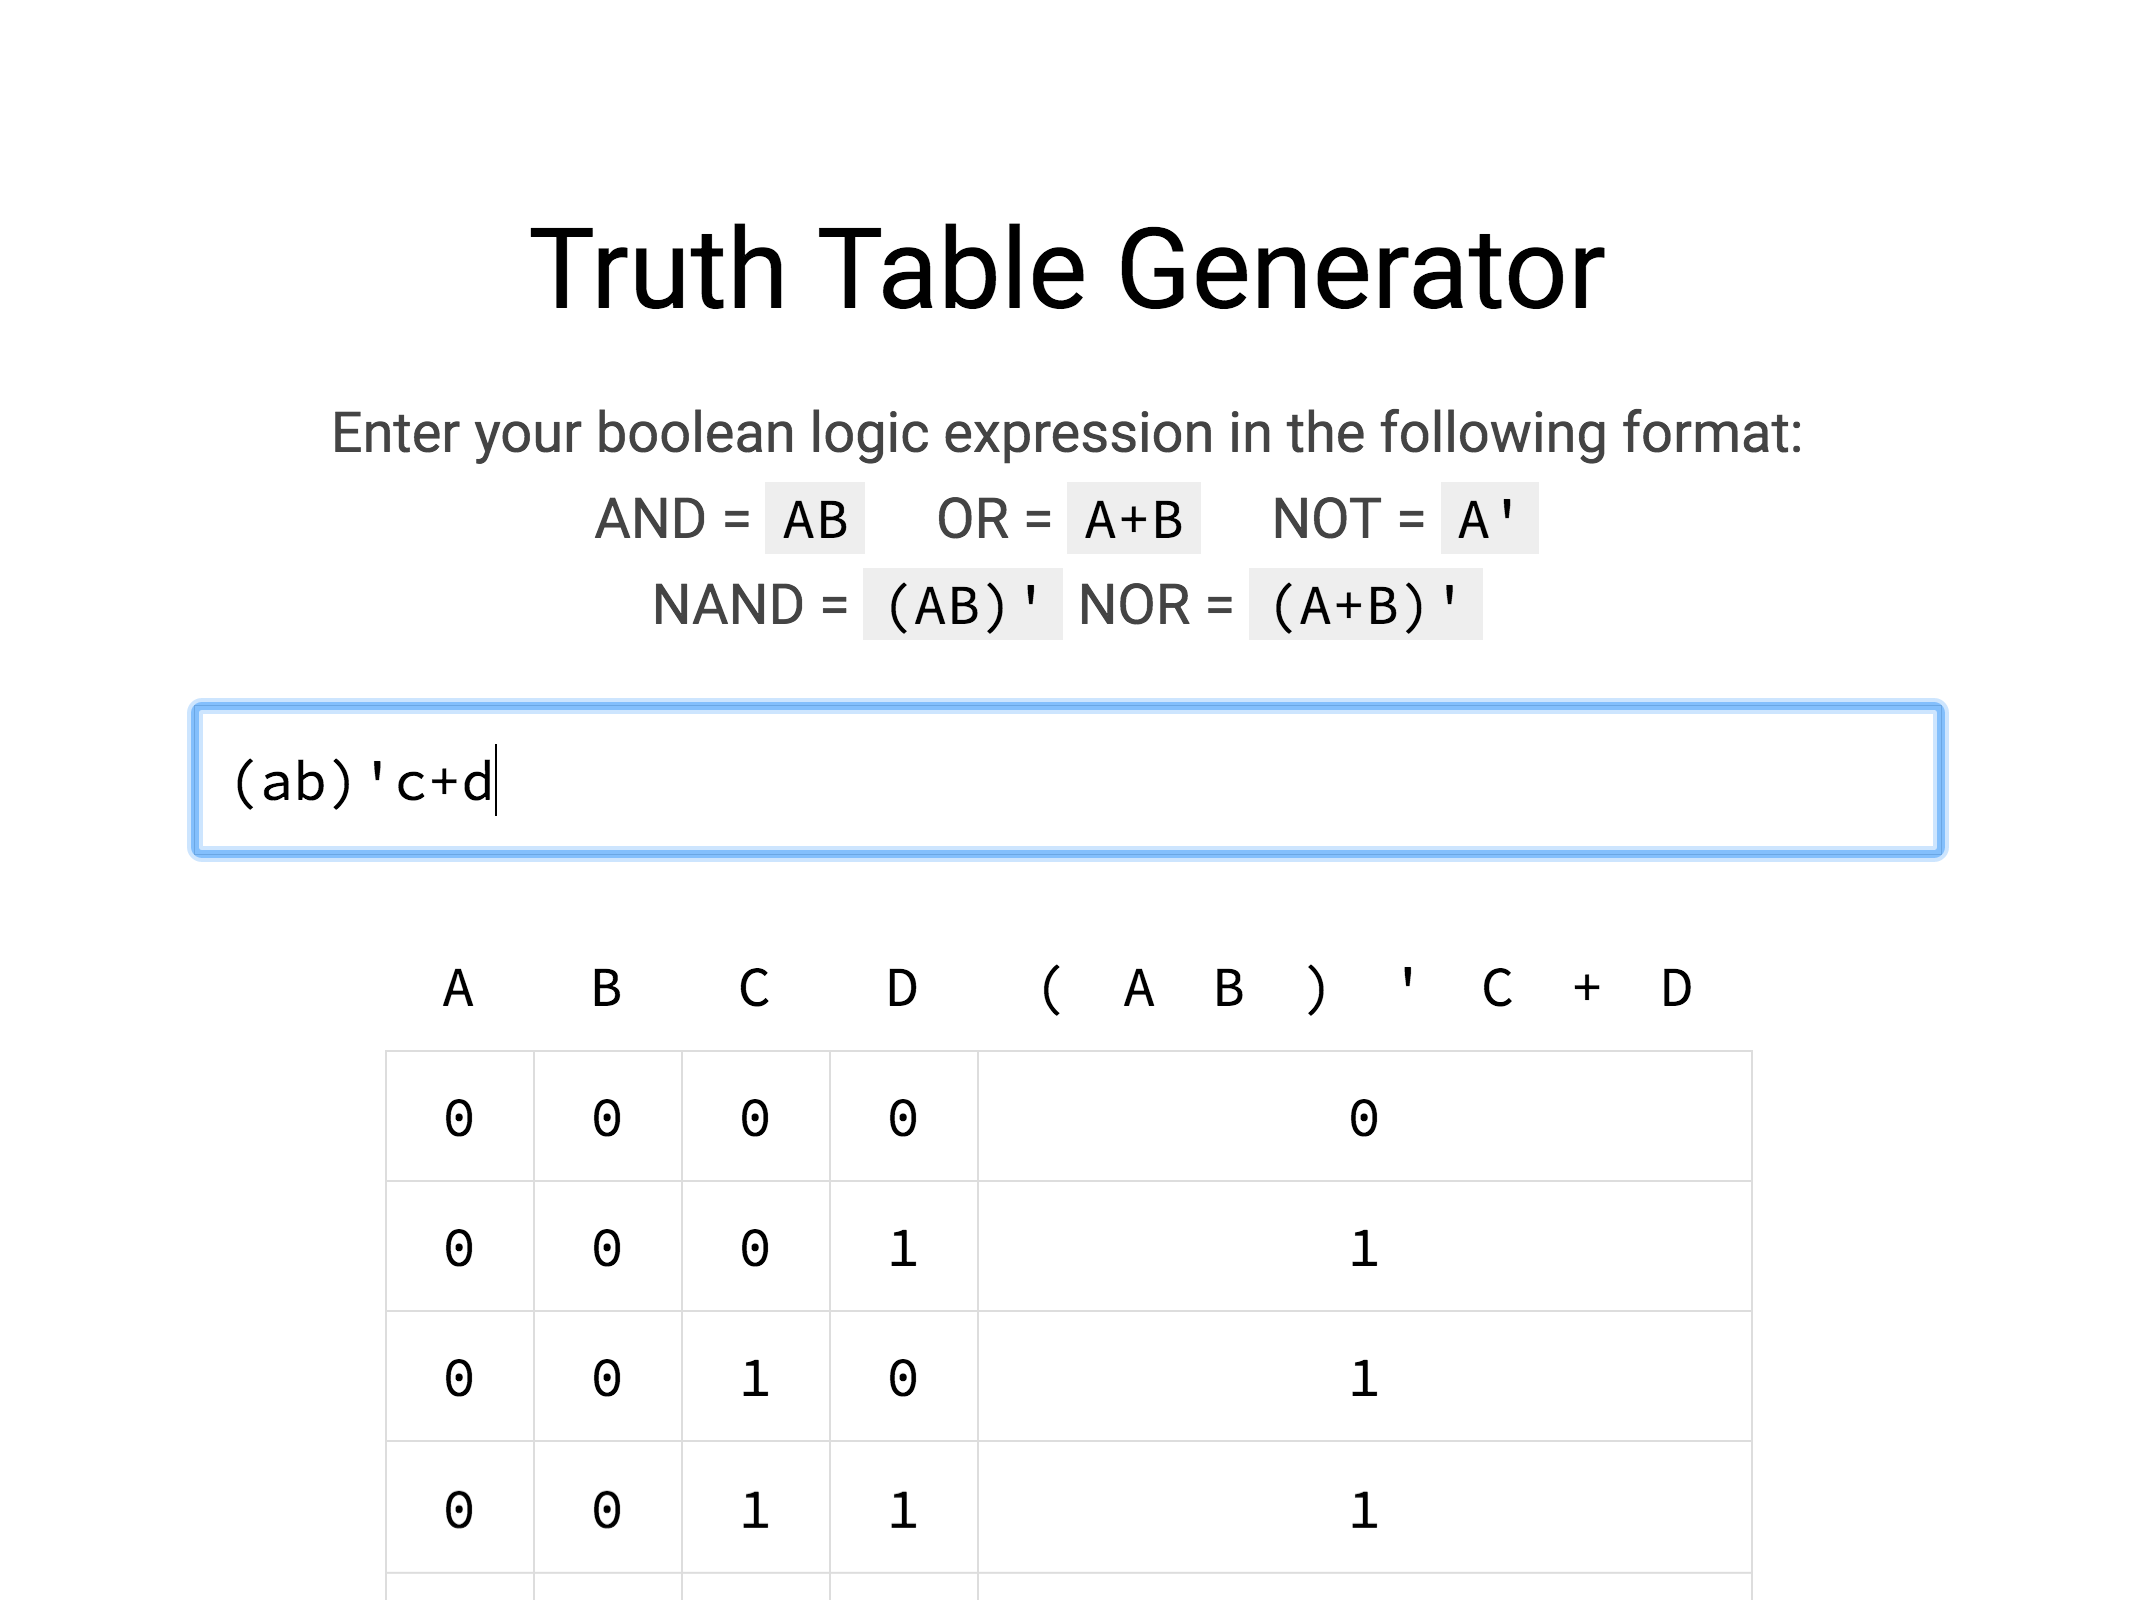 Truth Table Generator
Enter your boolean logic expression in the following format:
AND = AB OR = A+B NOT = A'
NAND = (AB)' NOR = (A+B)'
(ab)'c+d
A B C D ( A B ) ' C + D
0 0 0 0 0
0 0 0 1 1
0 0 1 0 1
0 0 1 1 1